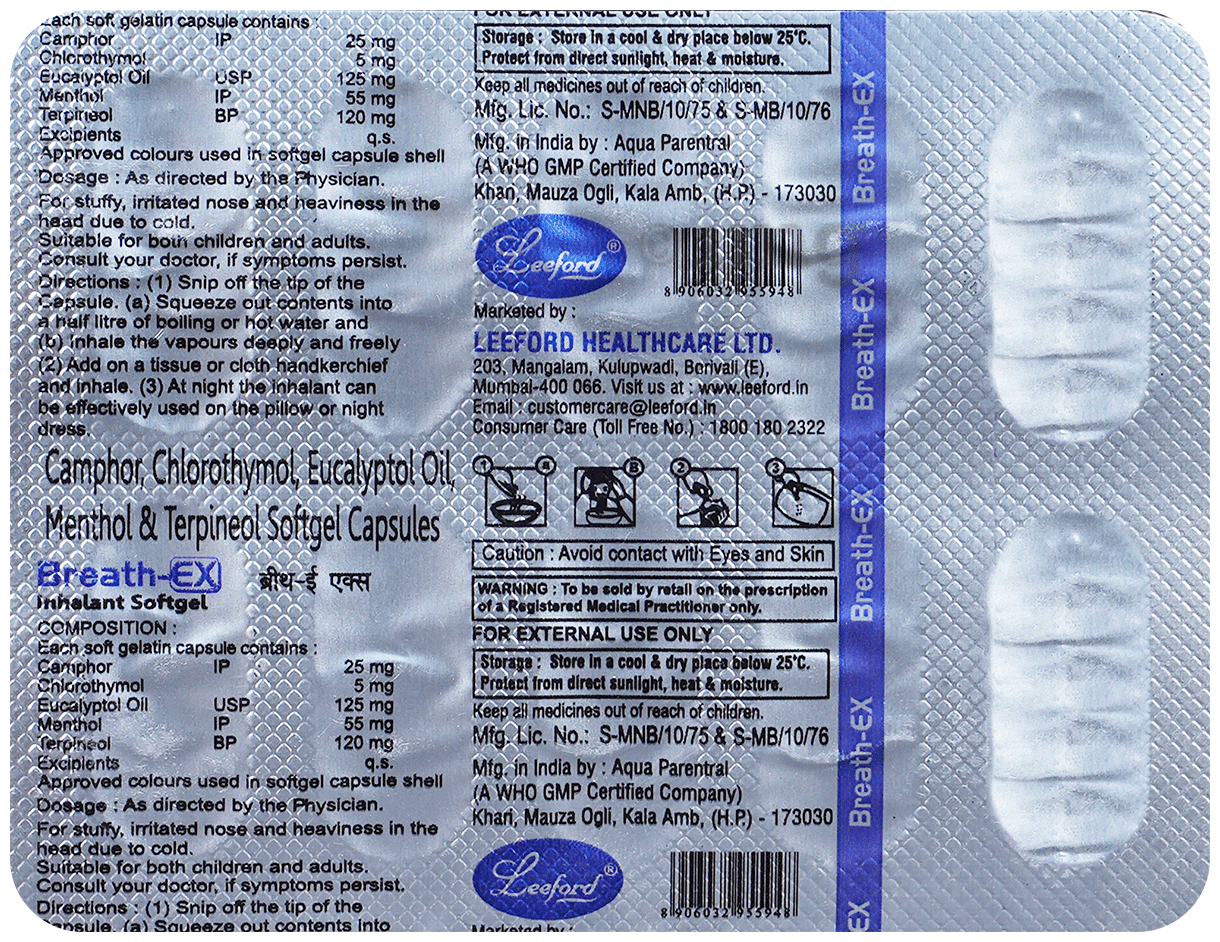 Each soft gelatin capsule contains :
Camphor IP 25 mg
Chlorothymol 5 mg
Eucalyptol Oil USP 125 mg
Menthol IP 55 mg
Terpineol BP 120 mg
Excipients q.s.
Approved colours used in softgel capsule shell
Dosage : As directed by the Physician.
For stuffy, irritated nose and heaviness in the
head due to cold.
Suitable for both children and adults.
Consult your doctor, if symptoms persist.
Directions : (1) Snip off the tip of the
Capsule. (a) Squeeze out contents into
a half litre of boiling or hot water and
(b) Inhale the vapours deeply and freely
(2) Add on a tissue or cloth handkerchief
and inhale. (3) At night the inhalant can
be effectively used on the pillow or night
dress.
Camphor, Chlorothymol, Eucalyptol Oil,
Menthol & Terpineol Softgel Capsules
Breath-EX ब्रीथ-ई एक्स
Inhalant Softgel
COMPOSITION :
Each soft gelatin capsule contains :
Camphor IP 25 mg
Chlorothymol 5 mg
Eucalyptol Oil USP 125 mg
Menthol IP 55 mg
Terpineol BP 120 mg
Excipients q.s.
Approved colours used in softgel capsule shell
Dosage : As directed by the Physician.
For stuffy, irritated nose and heaviness in the
head due to cold.
Suitable for both children and adults.
Consult your doctor, if symptoms persist.
Directions : (1) Snip off the tip of the
Capsule. (a) Squeeze out contents into
FOR EXTERNAL USE ONLY
Storage : Store in a cool & dry place below 25°C.
Protect from direct sunlight, heat & moisture.
Keep all medicines out of reach of children.
Mfg. Lic. No.: S-MNB/10/75 & S-MB/10/76
Mfg. in India by : Aqua Parentral
(A WHO GMP Certified Company)
Khari, Mauza Ogli, Kala Amb, (H.P.) - 173030
Leeford®
8 906032 955948
Marketed by :
LEEFORD HEALTHCARE LTD.
203, Mangalam, Kulupwadi, Borivali (E),
Mumbai-400 066. Visit us at : www.leeford.in
Email : customercare@leeford.in
Consumer Care (Toll Free No.) : 1800 180 2322
1 a B 2 3
Caution : Avoid contact with Eyes and Skin
WARNING : To be sold by retail on the prescription
of a Registered Medical Practitioner only.
FOR EXTERNAL USE ONLY
Storage : Store in a cool & dry place below 25°C.
Protect from direct sunlight, heat & moisture.
Keep all medicines out of reach of children.
Mfg. Lic. No.: S-MNB/10/75 & S-MB/10/76
Mfg. in India by : Aqua Parentral
(A WHO GMP Certified Company)
Khari, Mauza Ogli, Kala Amb, (H.P.) - 173030
Leeford®
8 906032 955948
Marketed by :
Breath-EX
Breath-EX
Breath-EX
Breath-EX
EX